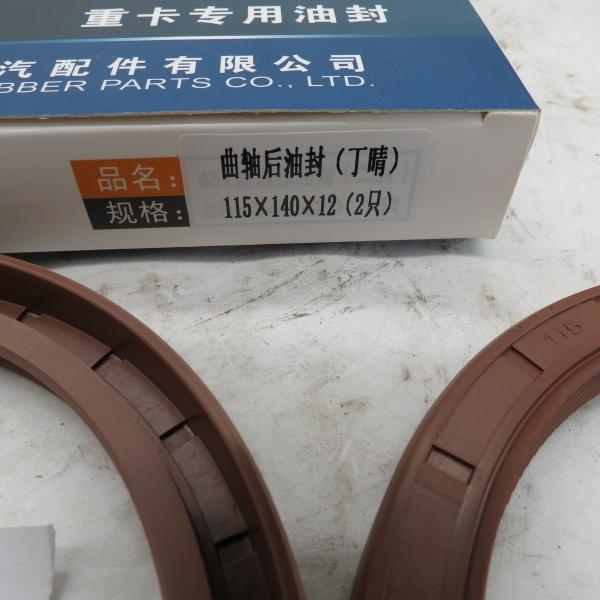 重卡专用油封
汽配件有限公司
BBER PARTS CO., LTD.
品名:
曲轴后油封(丁晴)
规格:
115×140×12(2只)
115